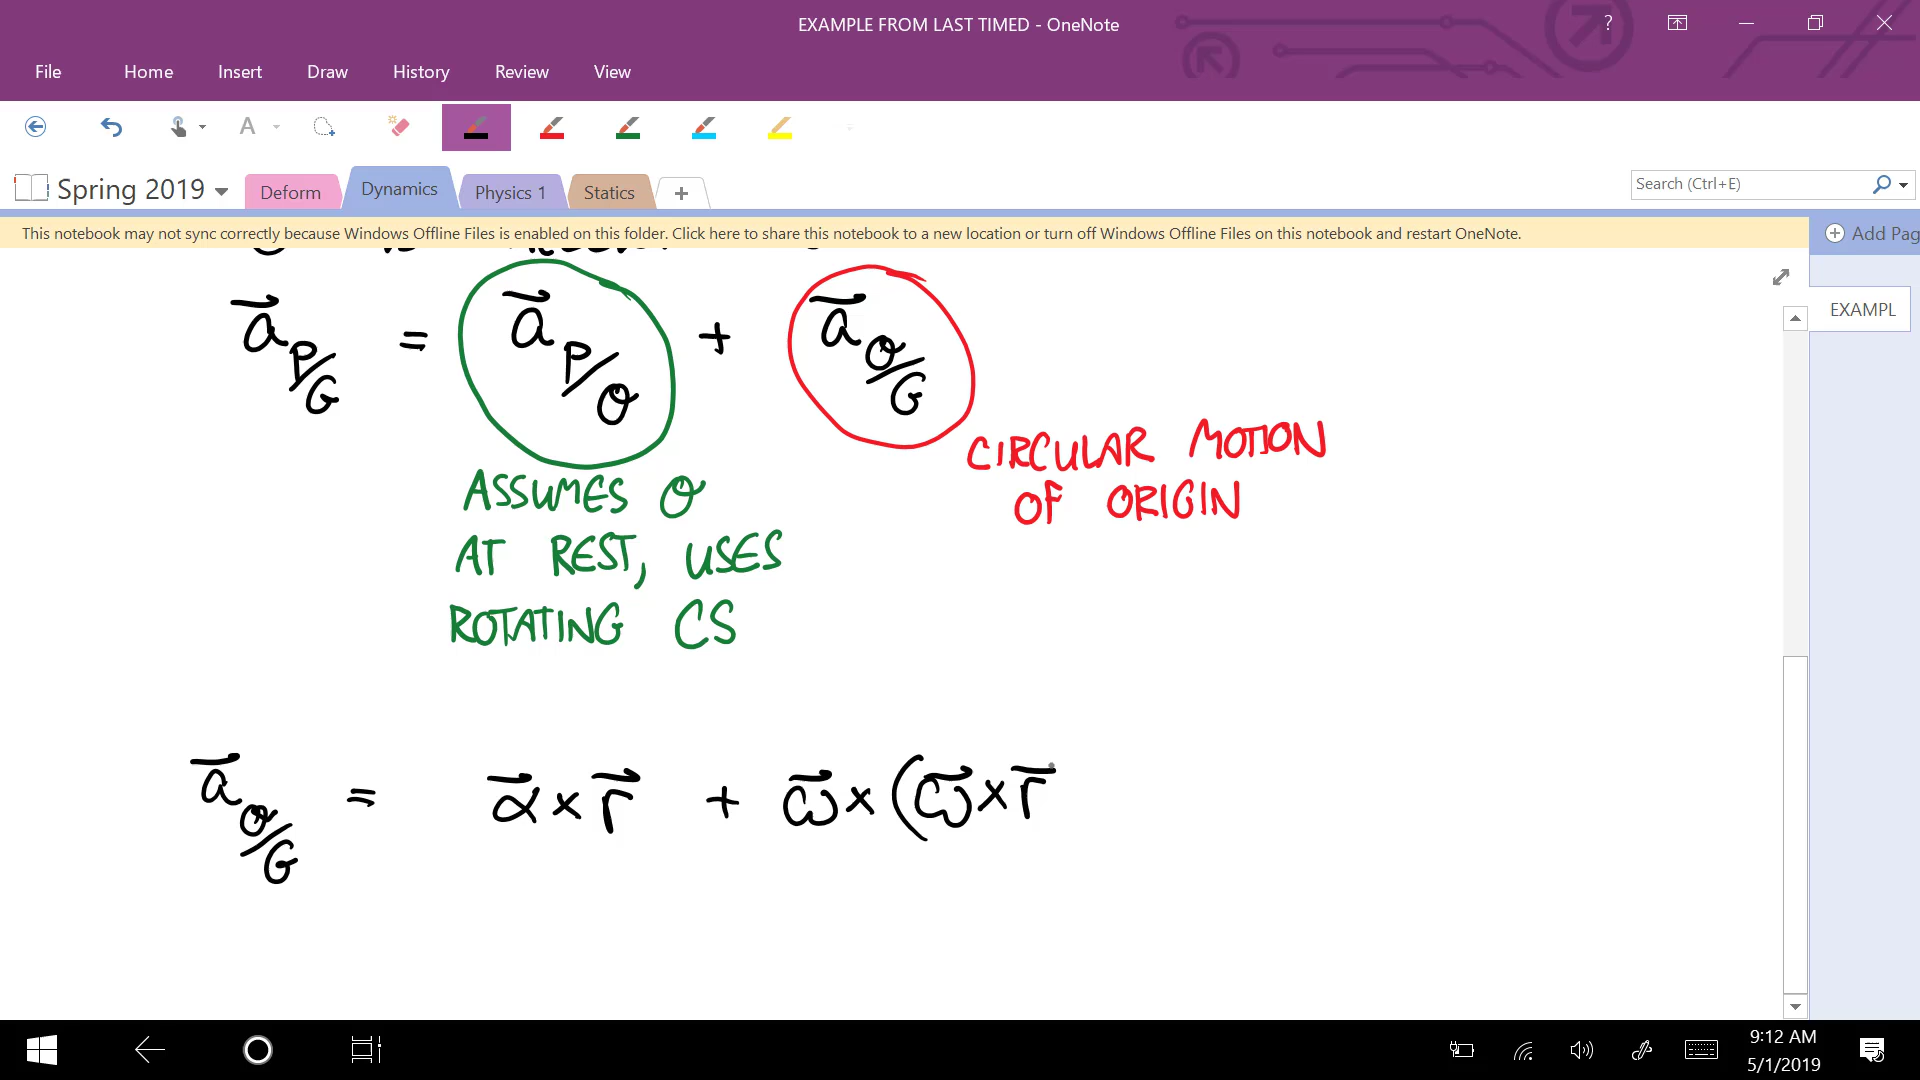 EXAMPLE FROM LAST TIMED - OneNote
?
File Home Insert Draw History Review View
A
Spring 2019 Deform Dynamics Physics 1 Statics +
Search (Ctrl+E)
This notebook may not sync correctly because Windows Offline Files is enabled on this folder. Click here to share this notebook to a new location or turn off Windows Offline Files on this notebook and restart OneNote.
Add Pag
EXAMPL
a⃗ P/G = a⃗ P/O + a⃗ O/G
CIRCULAR MOTION
OF ORIGIN
ASSUMES O
AT REST, USES
ROTATING CS
a⃗ O/G = α⃗ × r⃗ + ω⃗ × (ω⃗ × r⃗
9:12 AM
5/1/2019